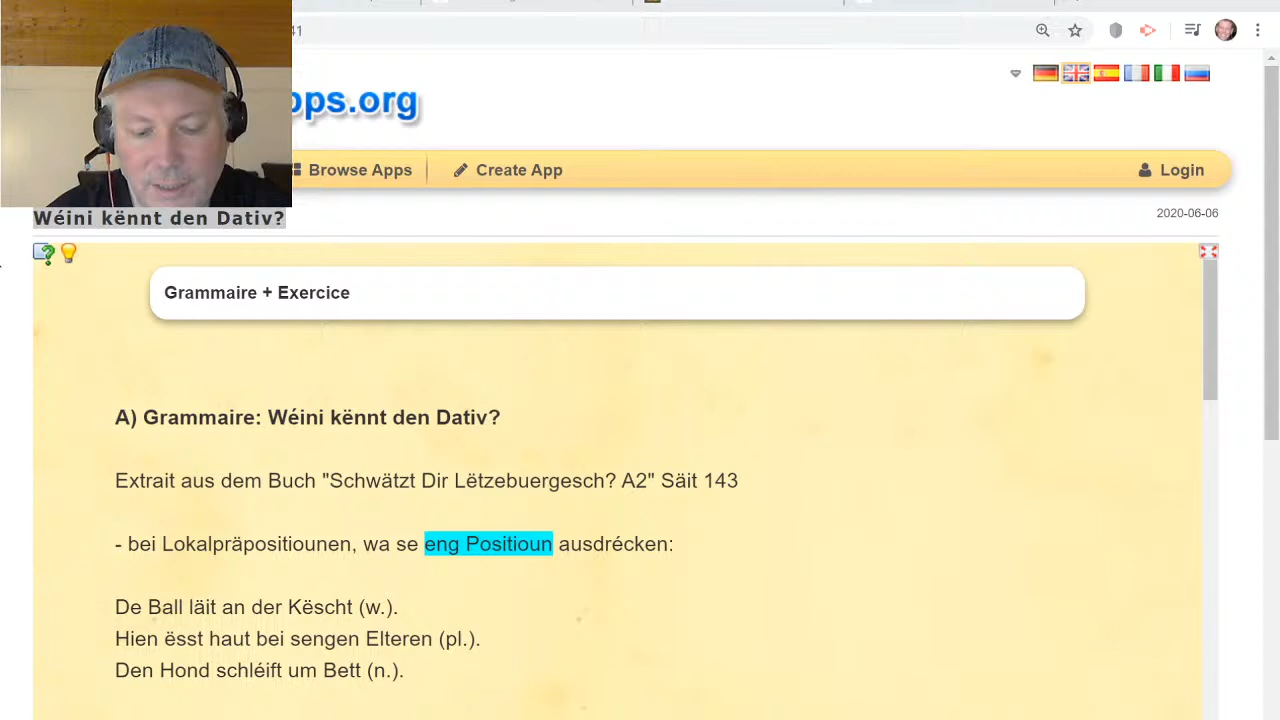 41
pps.org
Browse Apps
Create App
Login
Wéini kënnt den Dativ?
2020-06-06
Grammaire + Exercice
A) Grammaire: Wéini kënnt den Dativ?
Extrait aus dem Buch "Schwätzt Dir Lëtzebuergesch? A2" Säit 143
- bei Lokalpräpositiounen, wa se eng Positioun ausdrécken:
De Ball läit an der Këscht (w.).
Hien ësst haut bei sengen Elteren (pl.).
Den Hond schléift um Bett (n.).